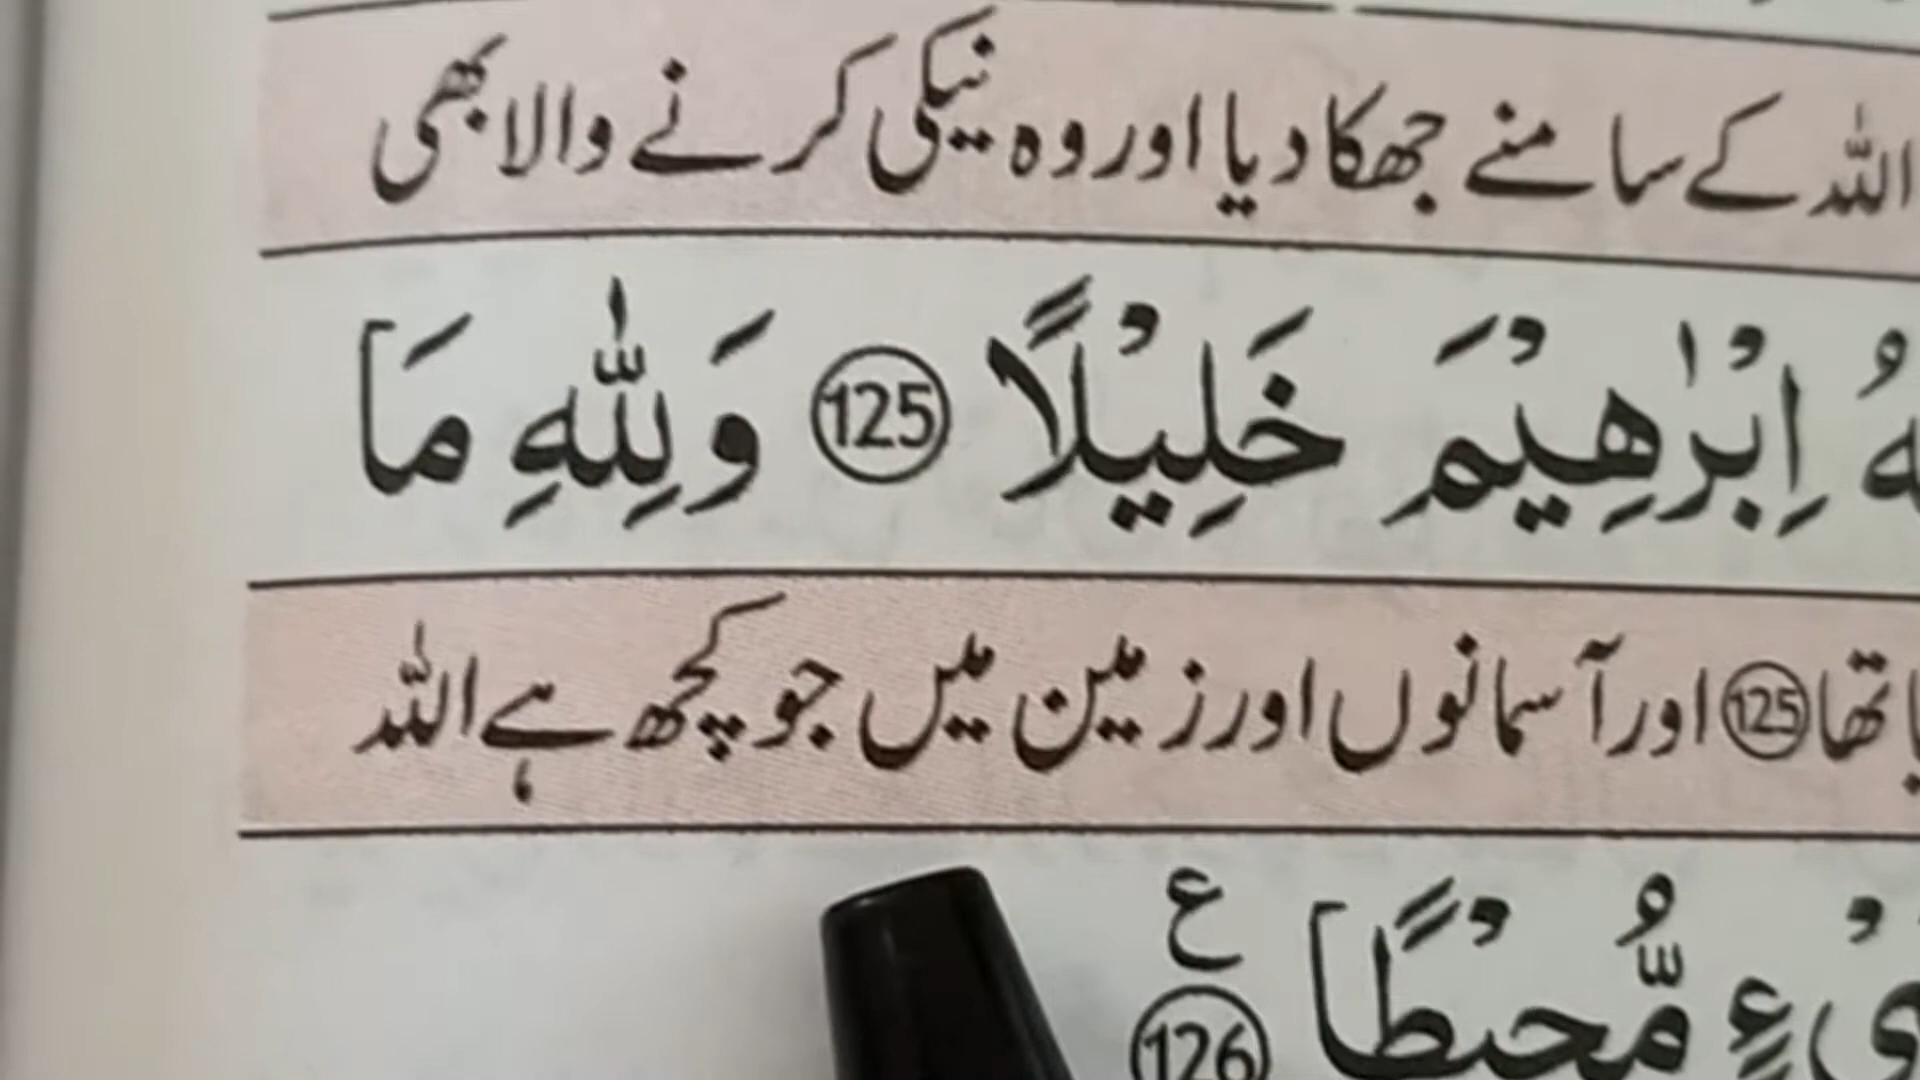 اللہ کے سامنے جھکا دیا اور وہ نیکی کرنے والا بھی
اِبْرٰهِيْمَ خَلِيْلًا 125 وَلِلّٰهِ مَا
تھا 125 اور آسمانوں اور زمین میں جو کچھ ہے اللہ
مُّحِيْطًا 126 ع